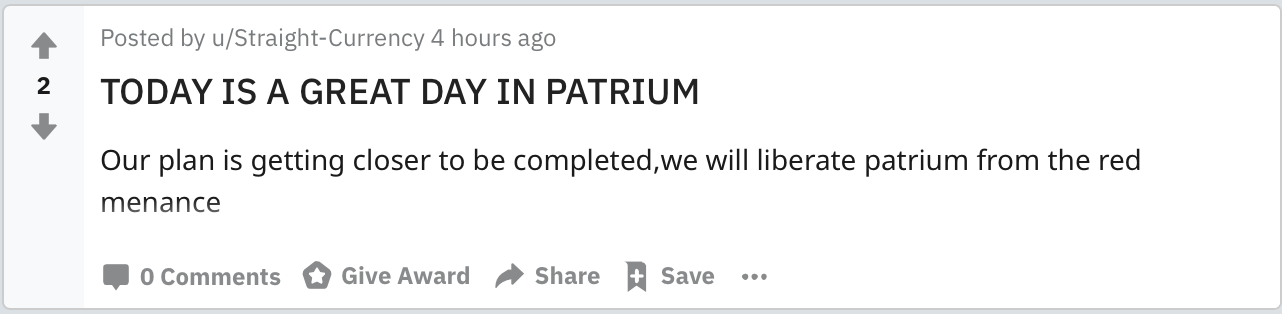 Posted by u/Straight-Currency 4 hours ago
2
TODAY IS A GREAT DAY IN PATRIUM
Our plan is getting closer to be completed,we will liberate patrium from the red
menance
0 Comments Give Award Share Save